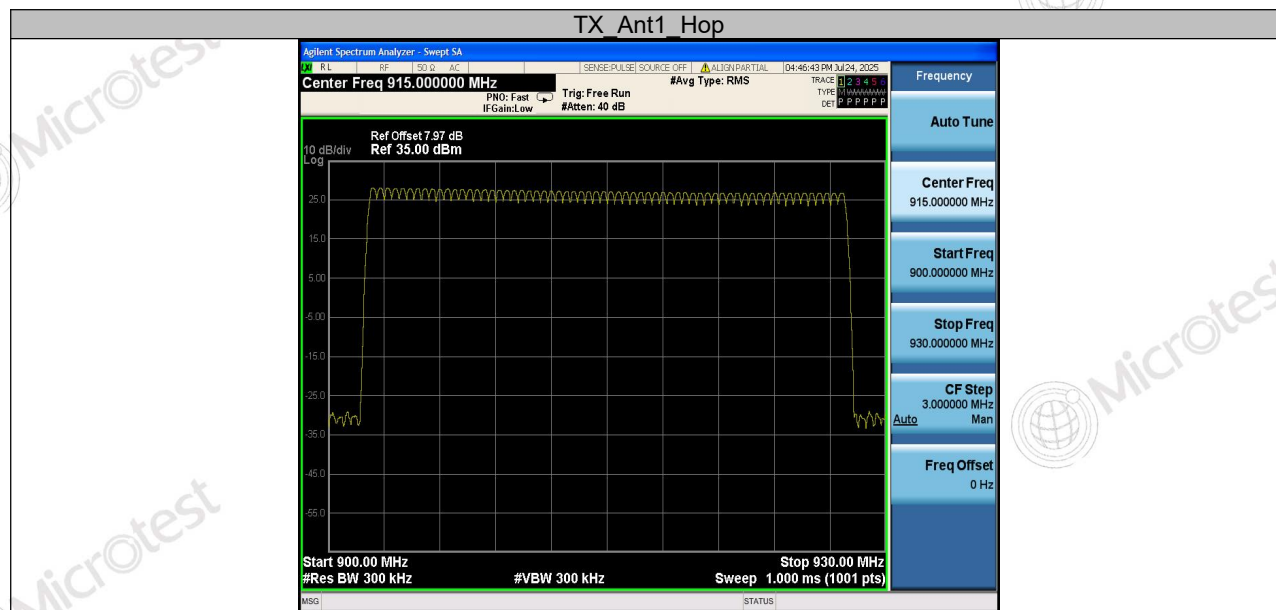 TX_Ant1_Hop
Agilent Spectrum Analyzer - Swept SA
LXI RL RF 50 Ω AC SENSE:PULSE SOURCE OFF ALIGN PARTIAL 04:46:43 PM Jul 24, 2025
Center Freq 915.000000 MHz
PNO: Fast
IFGain:Low
Trig: Free Run
#Atten: 40 dB
#Avg Type: RMS
TRACE 1 2 3 4 5 6
TYPE M WWWWW
DET P P P P P P
Ref Offset 7.97 dB
10 dB/div Ref 35.00 dBm
Log
25.0
15.0
5.00
-5.00
-15.0
-25.0
-35.0
-45.0
-55.0
Start 900.00 MHz Stop 930.00 MHz
#Res BW 300 kHz #VBW 300 kHz Sweep 1.000 ms (1001 pts)
MSG STATUS
Frequency
Auto Tune
Center Freq
915.000000 MHz
Start Freq
900.000000 MHz
Stop Freq
930.000000 MHz
CF Step
3.000000 MHz
Auto Man
Freq Offset
0 Hz
Microtest
Microtest
Microtest